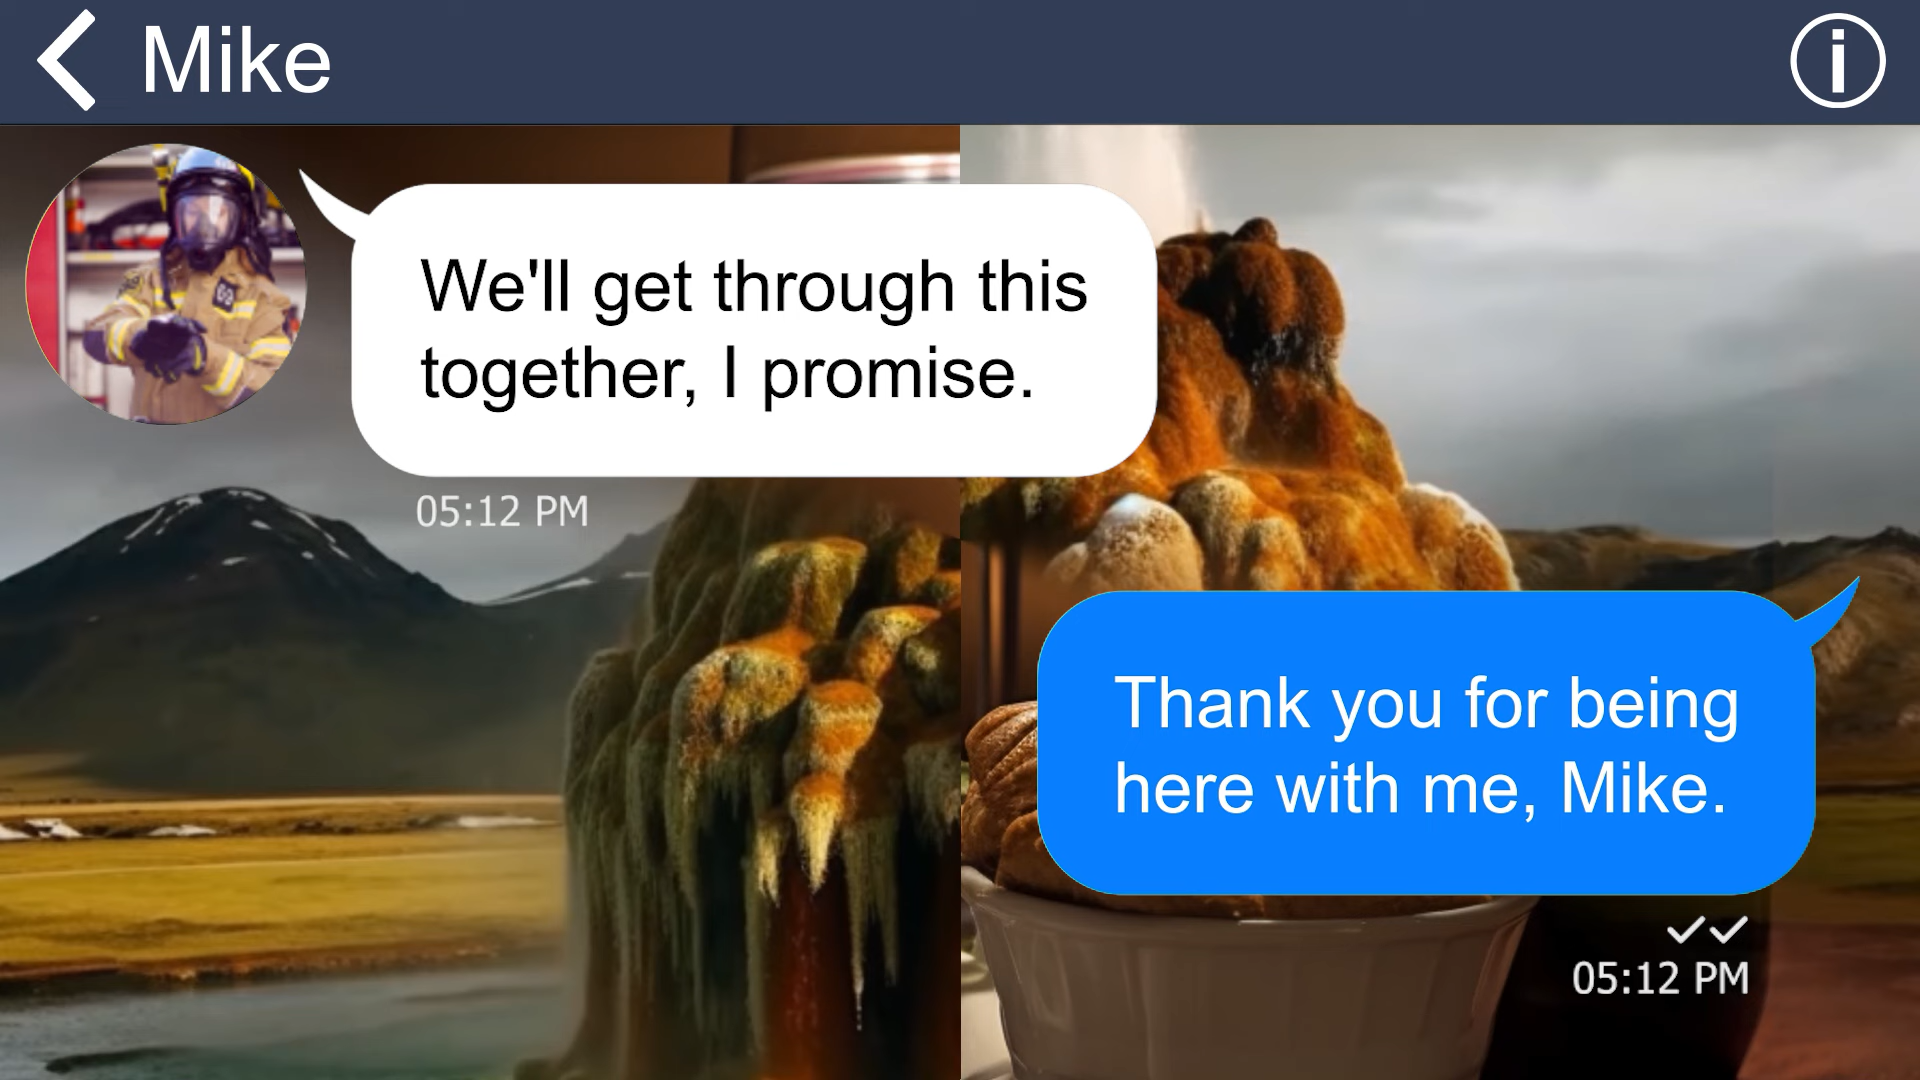 Mike
We'll get through this
together, I promise.
05:12 PM
Thank you for being
here with me, Mike.
05:12 PM